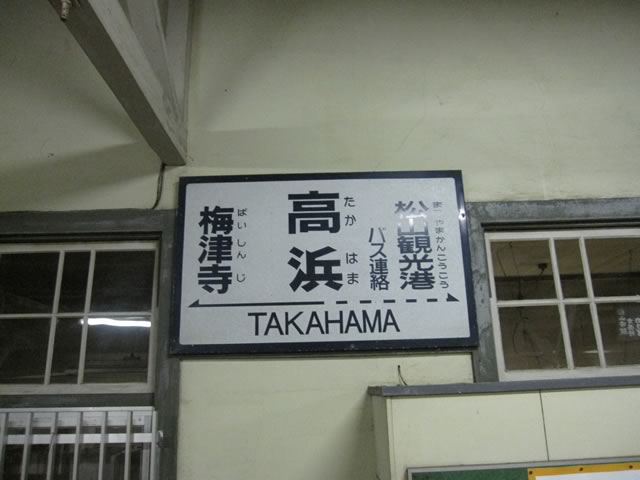 高浜
たかはま
梅津寺
ばいしんじ
松山観光港
まつやまかんこうこう
バス連絡
TAKAHAMA